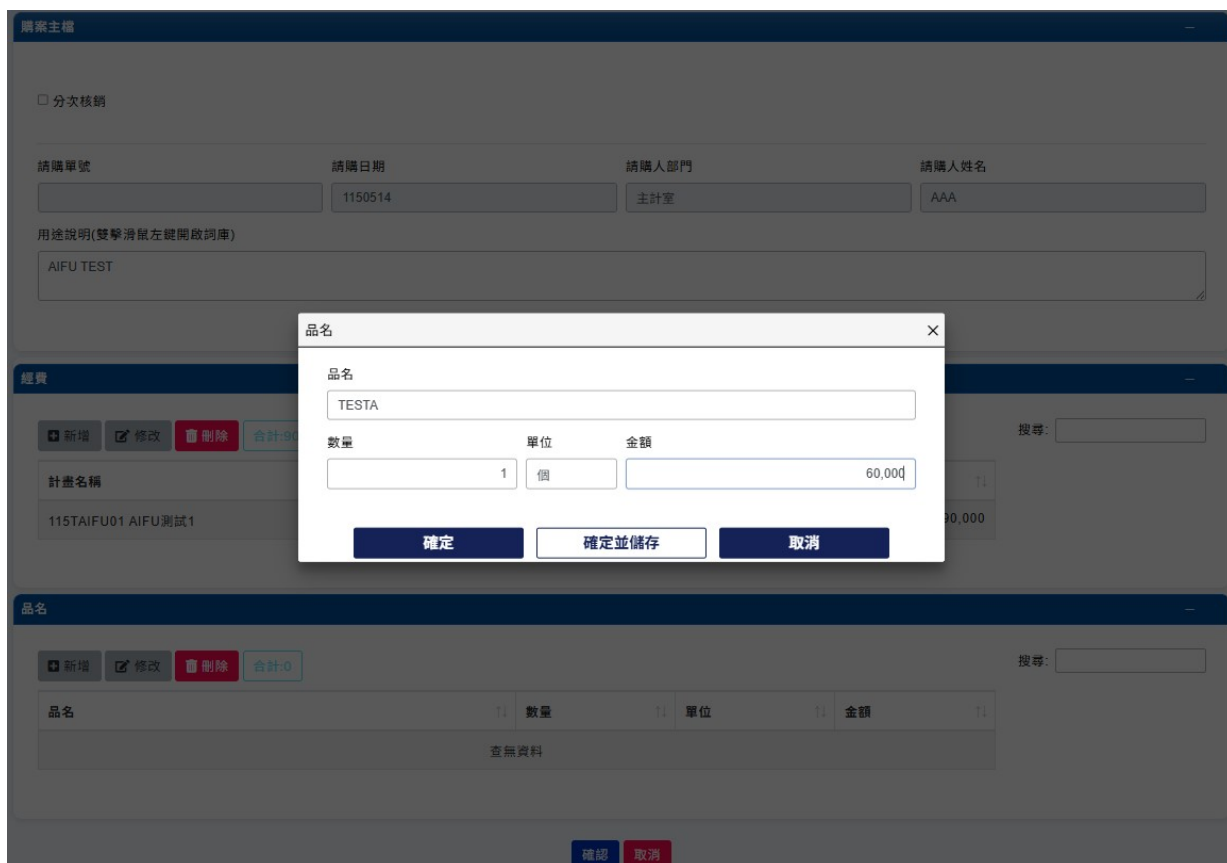 購案主檔
分次核銷
請購單號 請購日期 請購人部門 請購人姓名
1150514 主計室 AAA
用途說明(雙擊滑鼠左鍵開啟詞庫)
AIFU TEST
品名
品名
TESTA
數量 單位 金額
1 個 60,000
確定 確定並儲存 取消
經費
新增 修改 刪除 合計:90 搜尋:
計畫名稱
115TAIFU01 AIFU測試1 90,000
品名
新增 修改 刪除 合計:0 搜尋:
品名 數量 單位 金額
查無資料
確認 取消